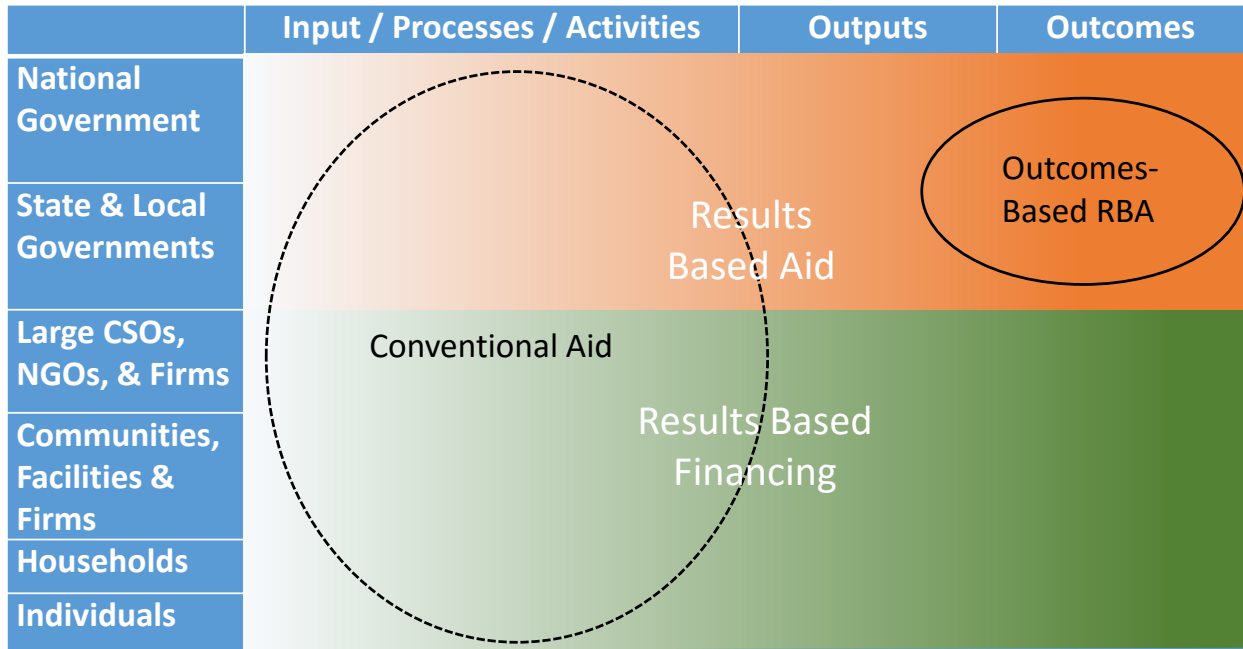 Input / Processes / Activities
Outputs
Outcomes
National
Government
State & Local
Governments
Large CSOs,
NGOs, & Firms
Communities,
Facilities &
Firms
Households
Individuals
Outcomes-
Based RBA
Results
Based Aid
Conventional Aid
Results Based
Financing